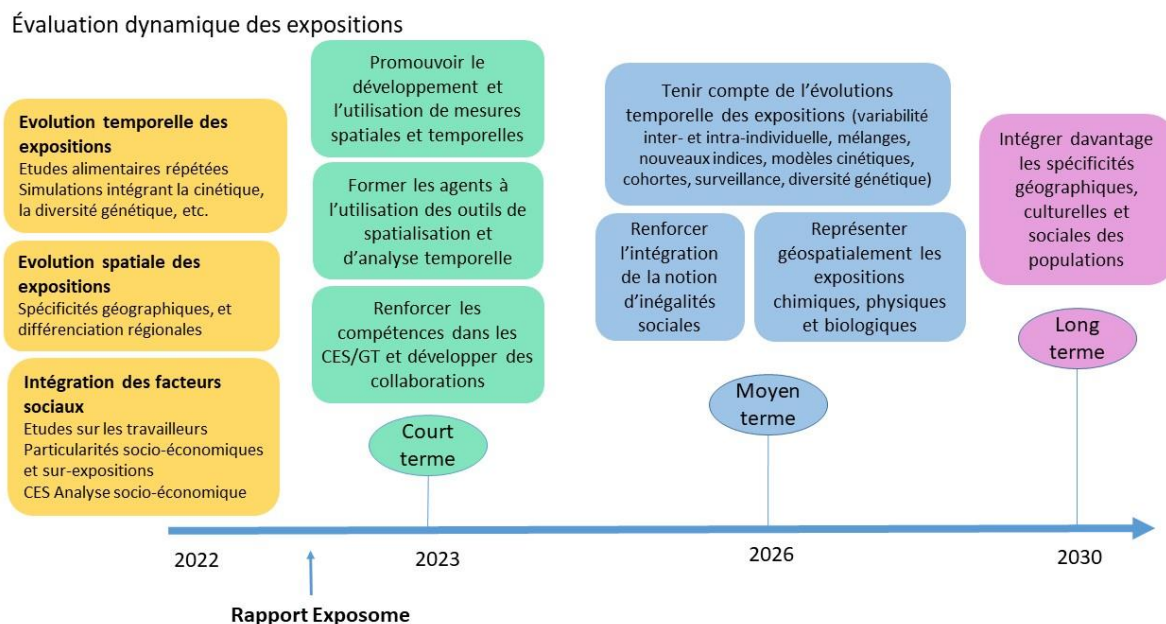 Évaluation dynamique des expositions
Evolution temporelle des
expositions
Etudes alimentaires répétées
Simulations intégrant la cinétique,
la diversité génétique, etc.
Evolution spatiale des
expositions
Spécificités géographiques, et
différenciation régionales
Intégration des facteurs
sociaux
Etudes sur les travailleurs
Particularités socio-économiques
et sur-expositions
CES Analyse socio-économique
Promouvoir le
développement et
l'utilisation de mesures
spatiales et temporelles
Former les agents à
l'utilisation des outils de
spatialisation et
d'analyse temporelle
Renforcer les
compétences dans les
CES/GT et développer des
collaborations
Court
terme
Tenir compte de l'évolutions
temporelle des expositions (variabilité
inter- et intra-individuelle, mélanges,
nouveaux indices, modèles cinétiques,
cohortes, surveillance, diversité génétique)
Renforcer
l'intégration
de la notion
d'inégalités
sociales
Représenter
géospatialement les
expositions
chimiques, physiques
et biologiques
Moyen
terme
Intégrer davantage
les spécificités
géographiques,
culturelles et
sociales des
populations
Long
terme
2022
2023
2026
2030
Rapport Exposome